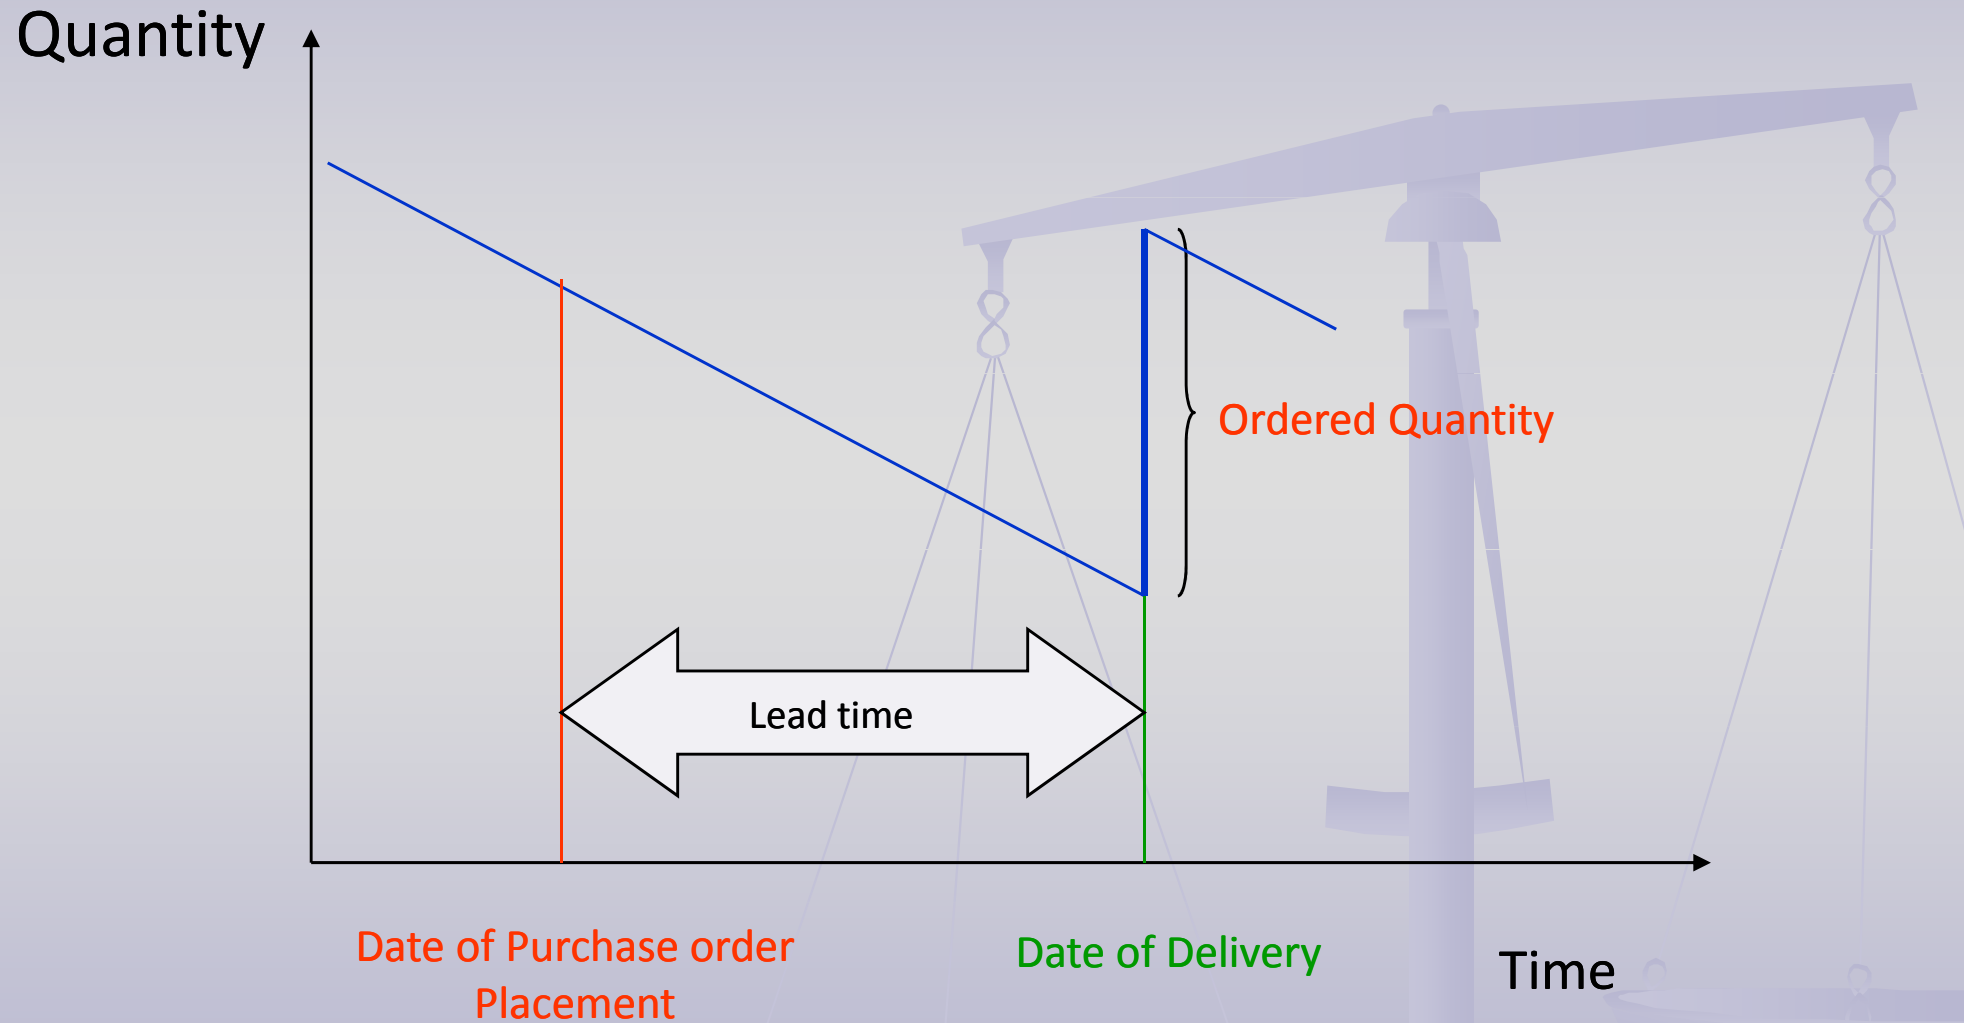 Quantity
Ordered Quantity
Lead time
Date of Purchase order
Placement
Date of Delivery
Time